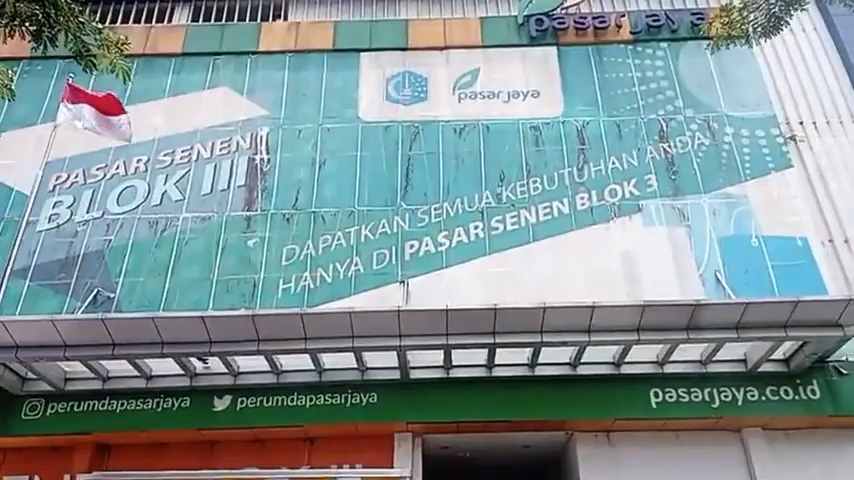 pasarjaya
pasarjaya
PASAR SENEN
BLOK III
DAPATKAN SEMUA KEBUTUHAN ANDA
HANYA DI PASAR SENEN BLOK 3
perumdapasarjaya perumdapasarjaya
pasarjaya.co.id